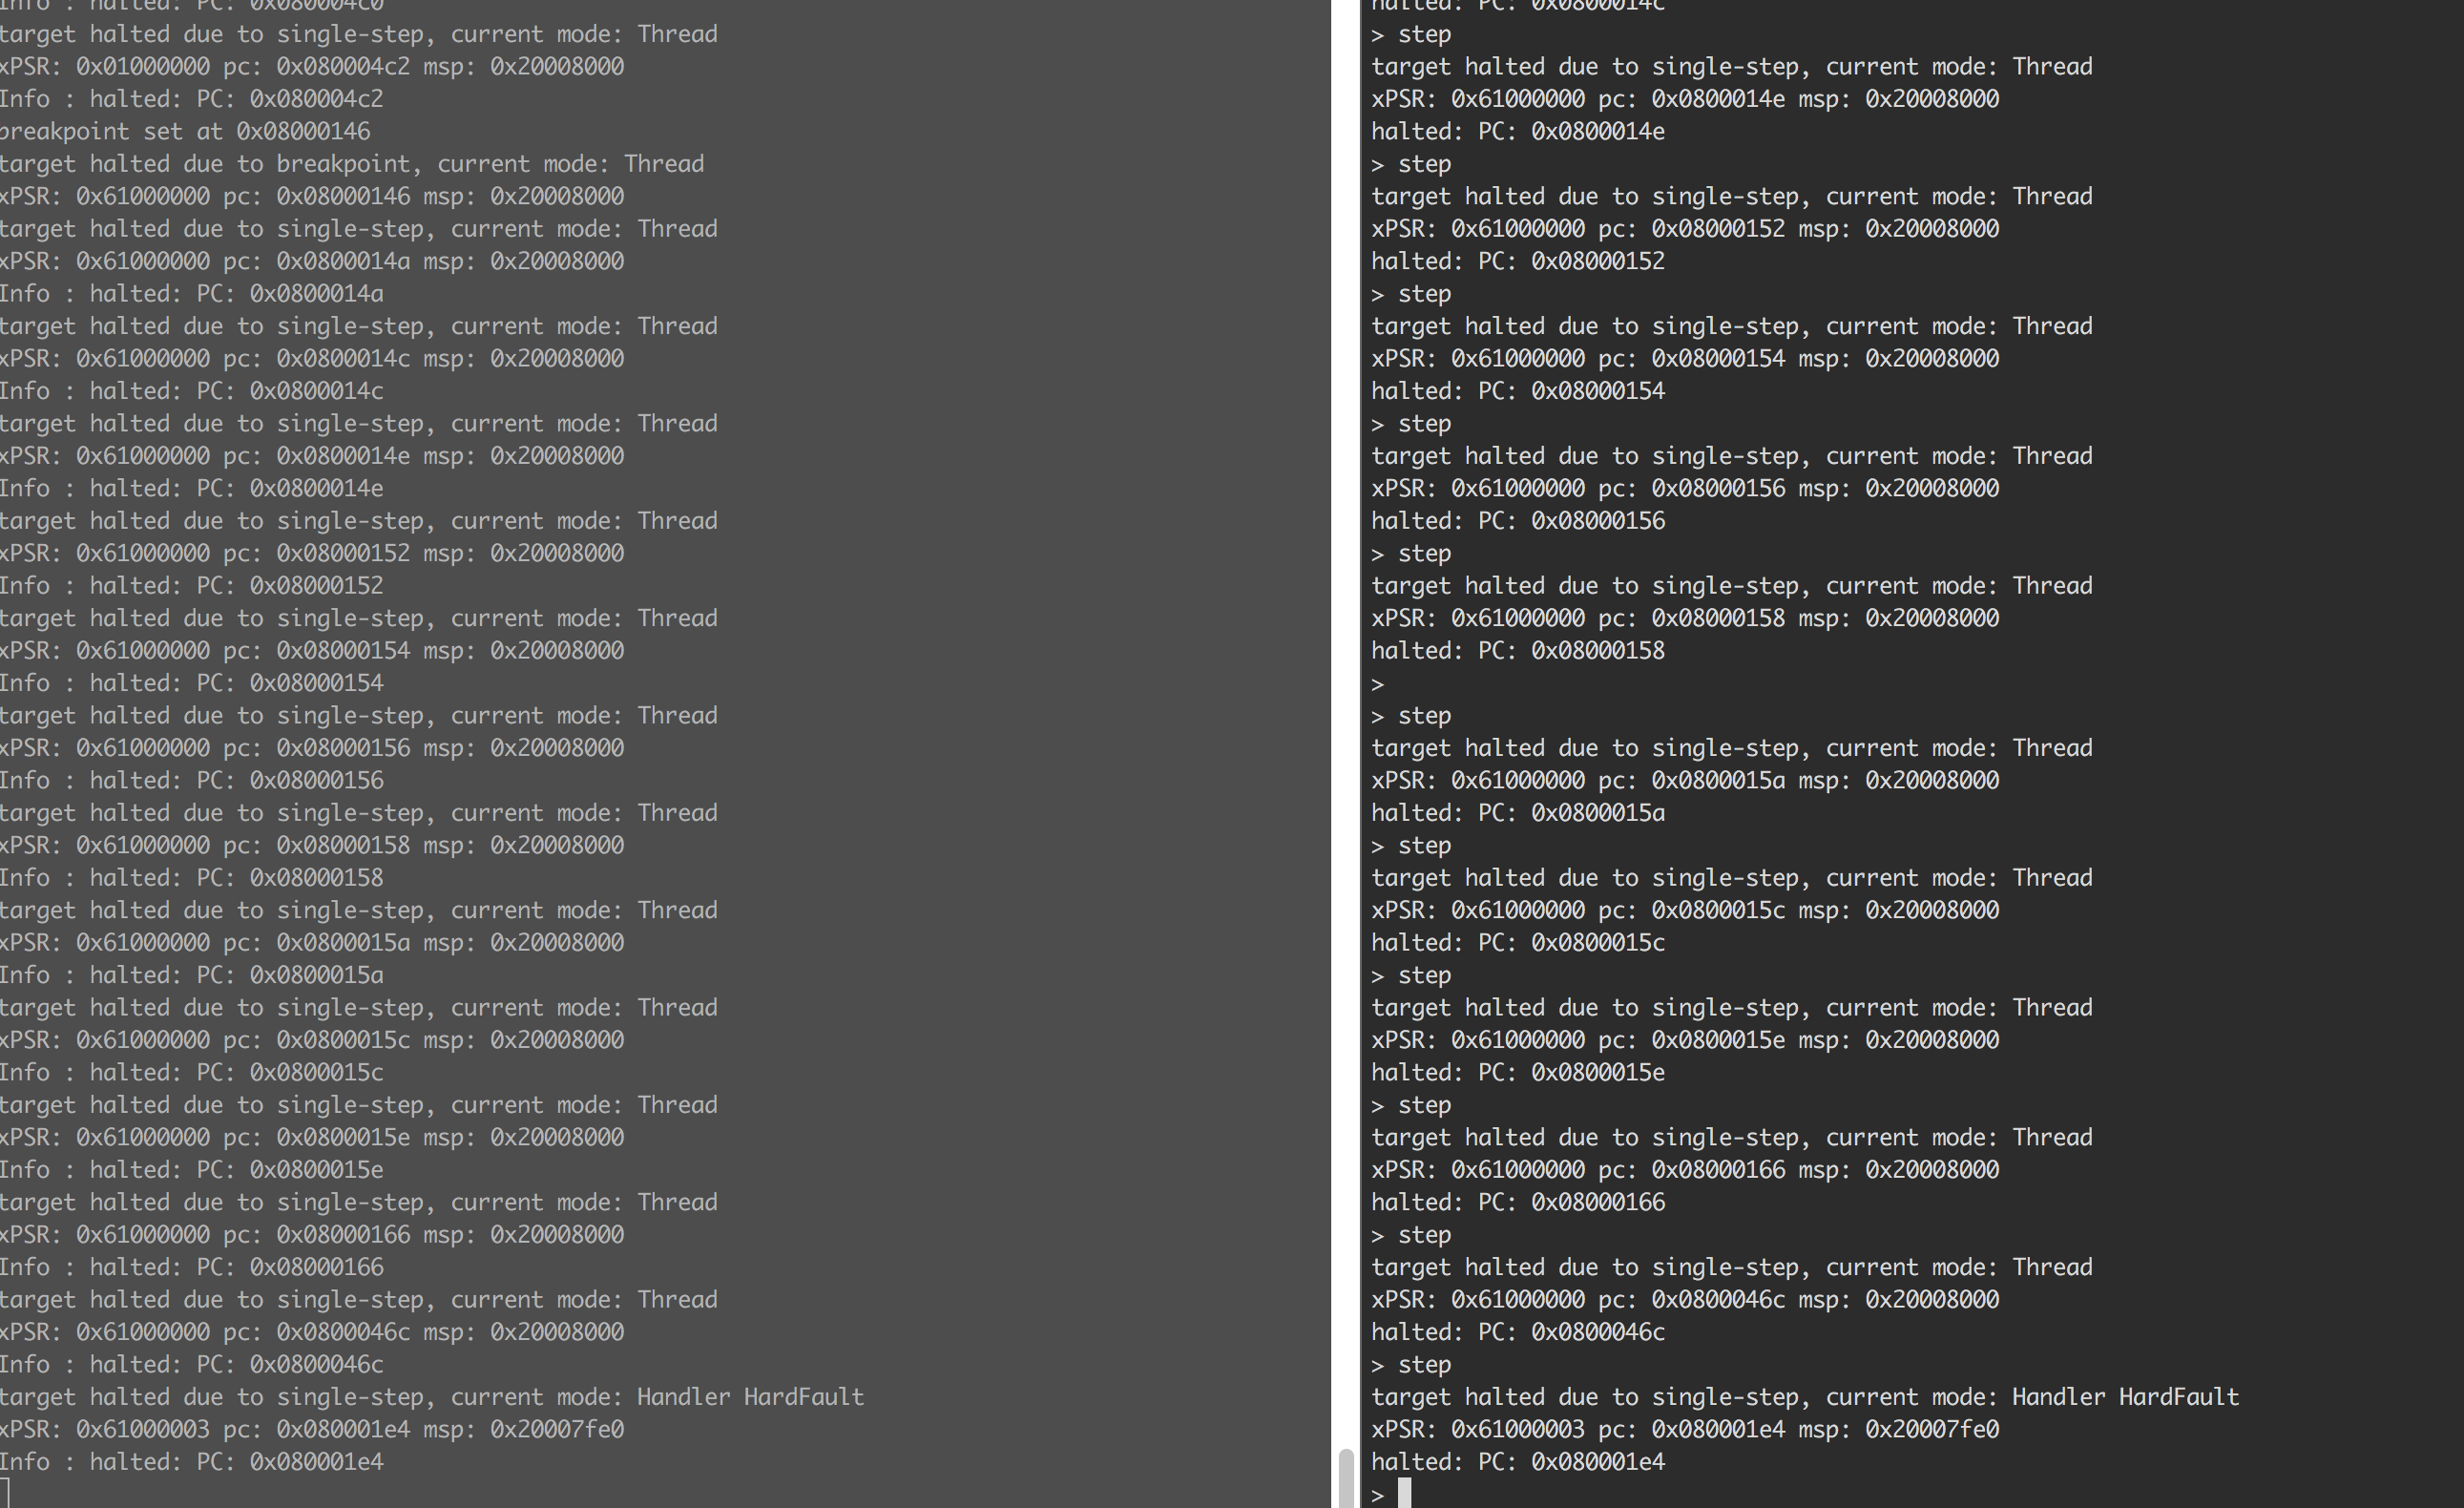 Info : halted: PC: 0x080004c0
target halted due to single-step, current mode: Thread
xPSR: 0x01000000 pc: 0x080004c2 msp: 0x20008000
Info : halted: PC: 0x080004c2
breakpoint set at 0x08000146
target halted due to breakpoint, current mode: Thread
xPSR: 0x61000000 pc: 0x08000146 msp: 0x20008000
target halted due to single-step, current mode: Thread
xPSR: 0x61000000 pc: 0x0800014a msp: 0x20008000
Info : halted: PC: 0x0800014a
target halted due to single-step, current mode: Thread
xPSR: 0x61000000 pc: 0x0800014c msp: 0x20008000
Info : halted: PC: 0x0800014c
target halted due to single-step, current mode: Thread
xPSR: 0x61000000 pc: 0x0800014e msp: 0x20008000
Info : halted: PC: 0x0800014e
target halted due to single-step, current mode: Thread
xPSR: 0x61000000 pc: 0x08000152 msp: 0x20008000
Info : halted: PC: 0x08000152
target halted due to single-step, current mode: Thread
xPSR: 0x61000000 pc: 0x08000154 msp: 0x20008000
Info : halted: PC: 0x08000154
target halted due to single-step, current mode: Thread
xPSR: 0x61000000 pc: 0x08000156 msp: 0x20008000
Info : halted: PC: 0x08000156
target halted due to single-step, current mode: Thread
xPSR: 0x61000000 pc: 0x08000158 msp: 0x20008000
Info : halted: PC: 0x08000158
target halted due to single-step, current mode: Thread
xPSR: 0x61000000 pc: 0x0800015a msp: 0x20008000
Info : halted: PC: 0x0800015a
target halted due to single-step, current mode: Thread
xPSR: 0x61000000 pc: 0x0800015c msp: 0x20008000
Info : halted: PC: 0x0800015c
target halted due to single-step, current mode: Thread
xPSR: 0x61000000 pc: 0x0800015e msp: 0x20008000
Info : halted: PC: 0x0800015e
target halted due to single-step, current mode: Thread
xPSR: 0x61000000 pc: 0x08000166 msp: 0x20008000
Info : halted: PC: 0x08000166
target halted due to single-step, current mode: Thread
xPSR: 0x61000000 pc: 0x0800046c msp: 0x20008000
Info : halted: PC: 0x0800046c
target halted due to single-step, current mode: Handler HardFault
xPSR: 0x61000003 pc: 0x080001e4 msp: 0x20007fe0
Info : halted: PC: 0x080001e4
halted: PC: 0x0800014c
> step
target halted due to single-step, current mode: Thread
xPSR: 0x61000000 pc: 0x0800014e msp: 0x20008000
halted: PC: 0x0800014e
> step
target halted due to single-step, current mode: Thread
xPSR: 0x61000000 pc: 0x08000152 msp: 0x20008000
halted: PC: 0x08000152
> step
target halted due to single-step, current mode: Thread
xPSR: 0x61000000 pc: 0x08000154 msp: 0x20008000
halted: PC: 0x08000154
> step
target halted due to single-step, current mode: Thread
xPSR: 0x61000000 pc: 0x08000156 msp: 0x20008000
halted: PC: 0x08000156
> step
target halted due to single-step, current mode: Thread
xPSR: 0x61000000 pc: 0x08000158 msp: 0x20008000
halted: PC: 0x08000158
>
> step
target halted due to single-step, current mode: Thread
xPSR: 0x61000000 pc: 0x0800015a msp: 0x20008000
halted: PC: 0x0800015a
> step
target halted due to single-step, current mode: Thread
xPSR: 0x61000000 pc: 0x0800015c msp: 0x20008000
halted: PC: 0x0800015c
> step
target halted due to single-step, current mode: Thread
xPSR: 0x61000000 pc: 0x0800015e msp: 0x20008000
halted: PC: 0x0800015e
> step
target halted due to single-step, current mode: Thread
xPSR: 0x61000000 pc: 0x08000166 msp: 0x20008000
halted: PC: 0x08000166
> step
target halted due to single-step, current mode: Thread
xPSR: 0x61000000 pc: 0x0800046c msp: 0x20008000
halted: PC: 0x0800046c
> step
target halted due to single-step, current mode: Handler HardFault
xPSR: 0x61000003 pc: 0x080001e4 msp: 0x20007fe0
halted: PC: 0x080001e4
>